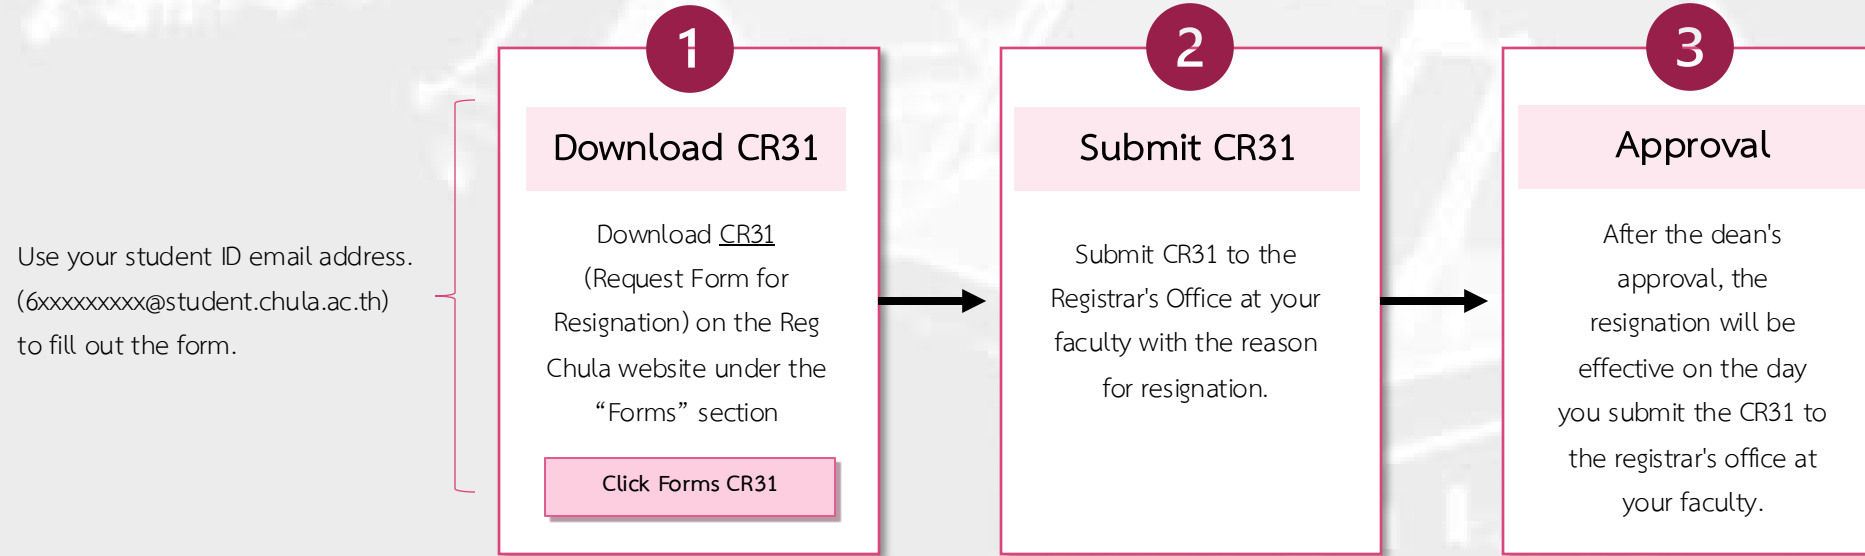 Use your student ID email address.
(6xxxxxxxxx@student.chula.ac.th)
to fill out the form.
1
Download CR31
Download CR31
(Request Form for
Resignation) on the Reg
Chula website under the
“Forms” section
Click Forms CR31
2
Submit CR31
Submit CR31 to the
Registrar's Office at your
faculty with the reason
for resignation.
3
Approval
After the dean's
approval, the
resignation will be
effective on the day
you submit the CR31 to
the registrar's office at
your faculty.